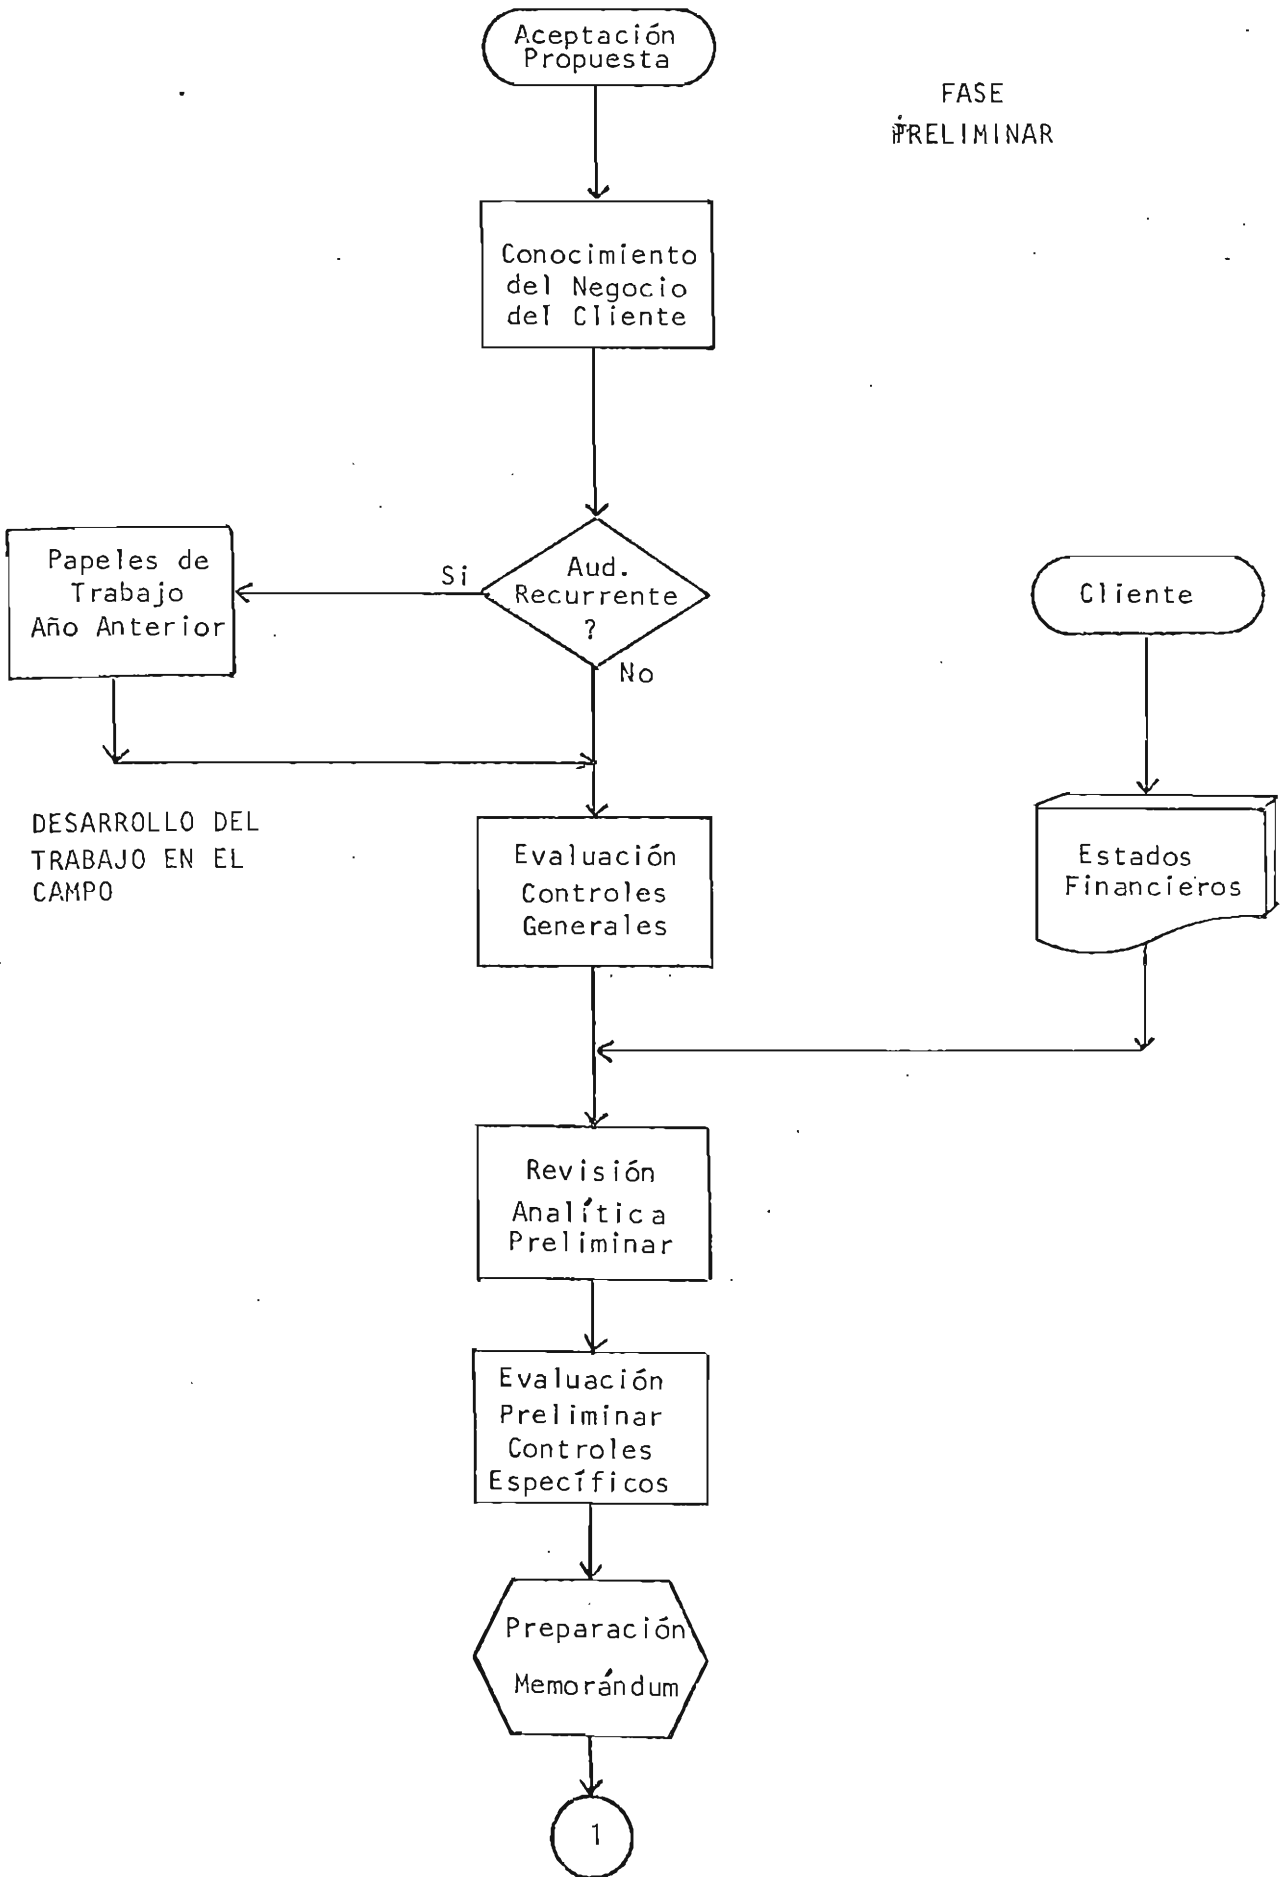 Aceptación
Propuesta
FASE
PRELIMINAR
Conocimiento
del Negocio
del Cliente
Papeles de
Trabajo
Año Anterior
Si
Aud.
Recurrente
?
No
Cliente
DESARROLLO DEL
TRABAJO EN EL
CAMPO
Evaluación
Controles
Generales
Estados
Financieros
Revisión
Analítica
Preliminar
Evaluación
Preliminar
Controles
Específicos
Preparación
Memorándum
1